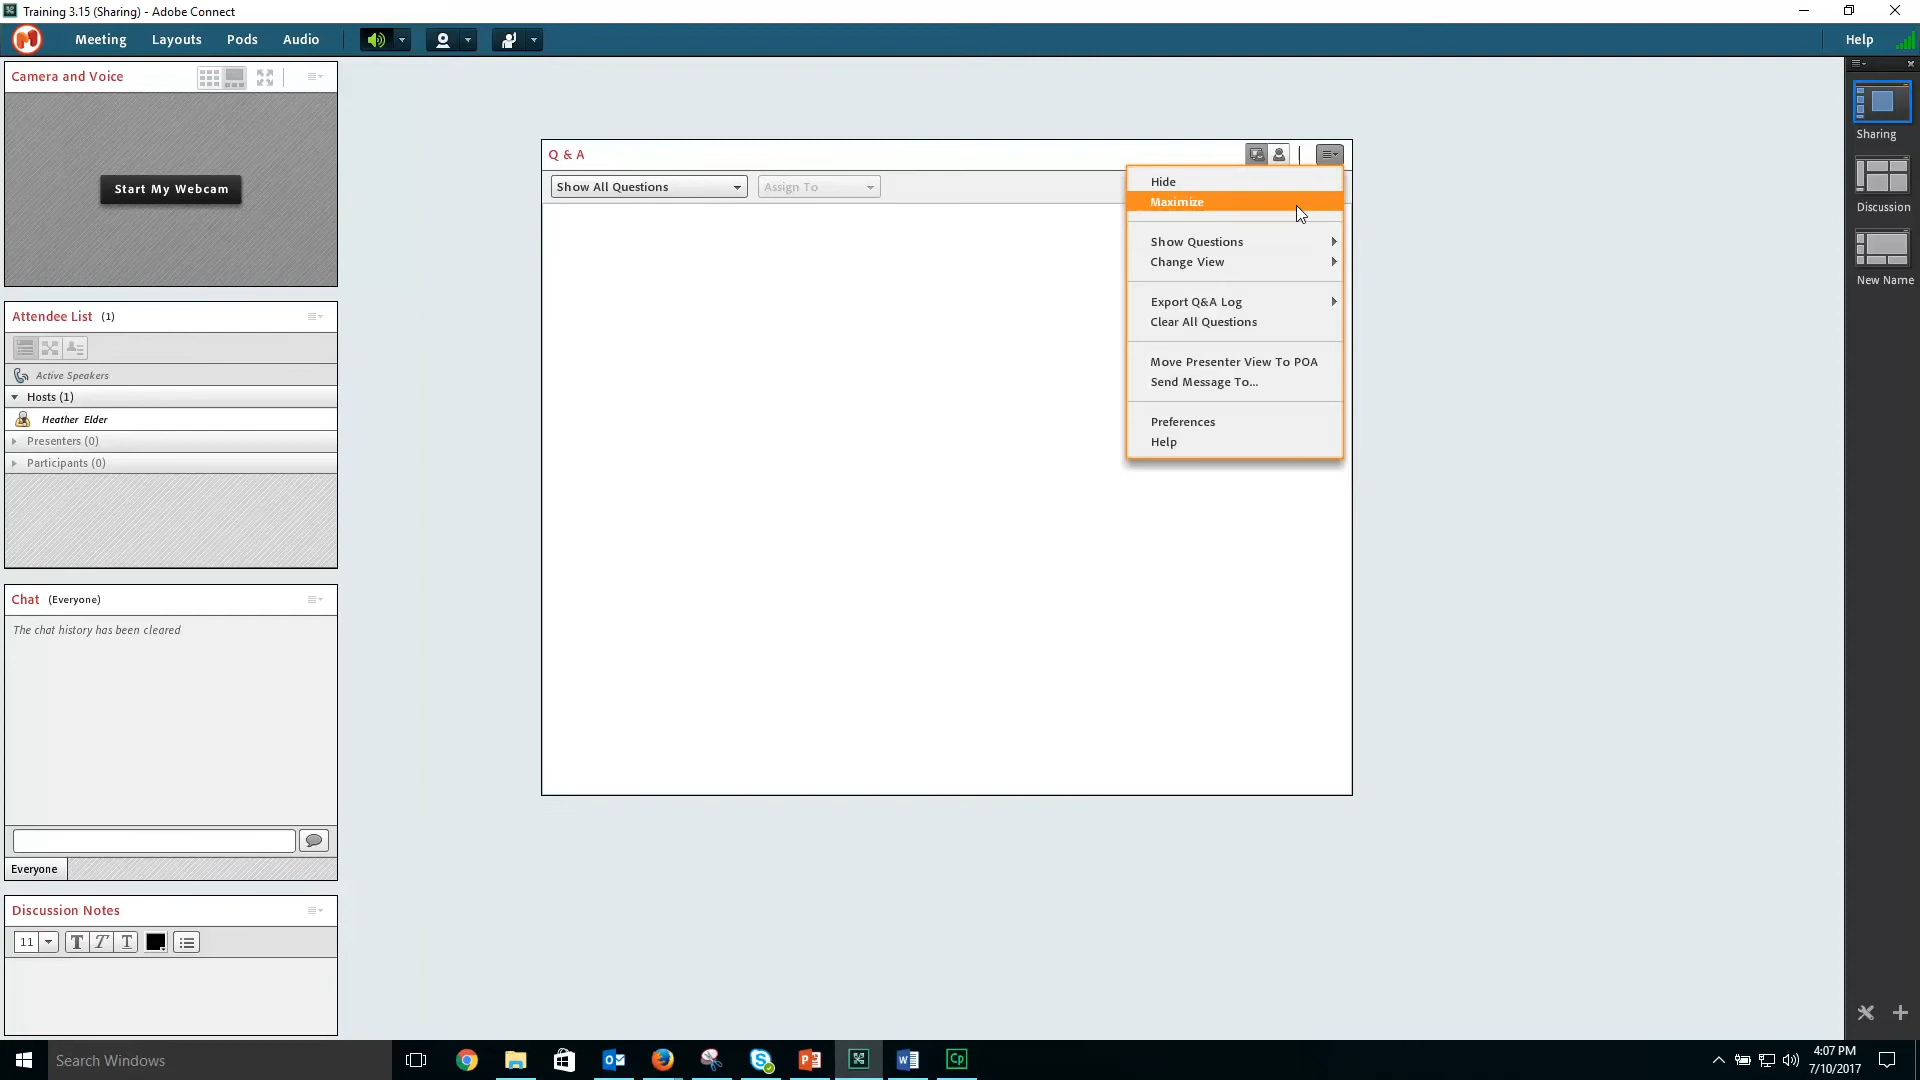 Training 3.15 (Sharing) - Adobe Connect
Meeting Layouts Pods Audio Help
Camera and Voice
Start My Webcam
Attendee List (1)
Active Speakers
Hosts (1)
Heather Elder
Presenters (0)
Participants (0)
Chat (Everyone)
The chat history has been cleared
Everyone
Discussion Notes
11 T T T
Q & A
Show All Questions Assign To
Hide
Maximize
Show Questions
Change View
Export Q&A Log
Clear All Questions
Move Presenter View To POA
Send Message To...
Preferences
Help
Sharing
Discussion
New Name
Search Windows
Cp
4:07 PM
7/10/2017